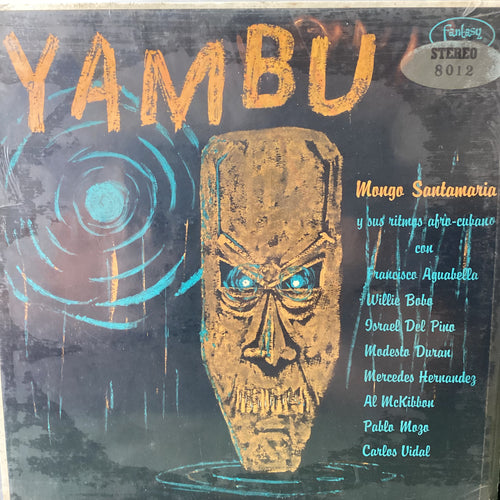 YAMBU
fantasy
STEREO
8012
Mongo Santamaria
y sus ritmos afro-cubano
con
Francisco Aguabella
Willie Bobo
Israel Del Pino
Modesto Duran
Mercedes Hernandez
Al McKibbon
Pablo Mozo
Carlos Vidal